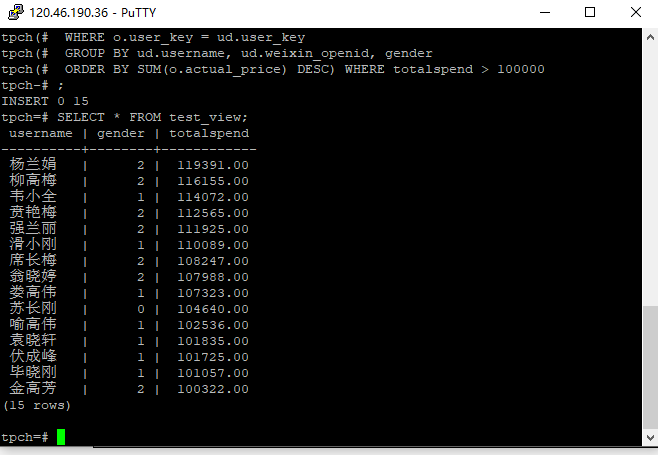 120.46.190.36 - PuTTY
tpch(#  WHERE o.user_key = ud.user_key
tpch(#  GROUP BY ud.username, ud.weixin_openid, gender
tpch(#  ORDER BY SUM(o.actual_price) DESC) WHERE totalspend > 100000
tpch-# ;
INSERT 0 15
tpch=# SELECT * FROM test_view;
 username | gender | totalspend
----------+--------+------------
 杨兰娟   |      2 |  119391.00
 柳高梅   |      2 |  116155.00
 韦小全   |      1 |  114072.00
 贲艳梅   |      2 |  112565.00
 强兰丽   |      2 |  111925.00
 滑小刚   |      1 |  110089.00
 席长梅   |      2 |  108247.00
 翁晓婷   |      2 |  107988.00
 娄高伟   |      1 |  107323.00
 苏长刚   |      0 |  104640.00
 喻高伟   |      1 |  102536.00
 袁晓轩   |      1 |  101835.00
 伏成峰   |      1 |  101725.00
 毕晓刚   |      1 |  101057.00
 金高芳   |      2 |  100322.00
(15 rows)
tpch=#